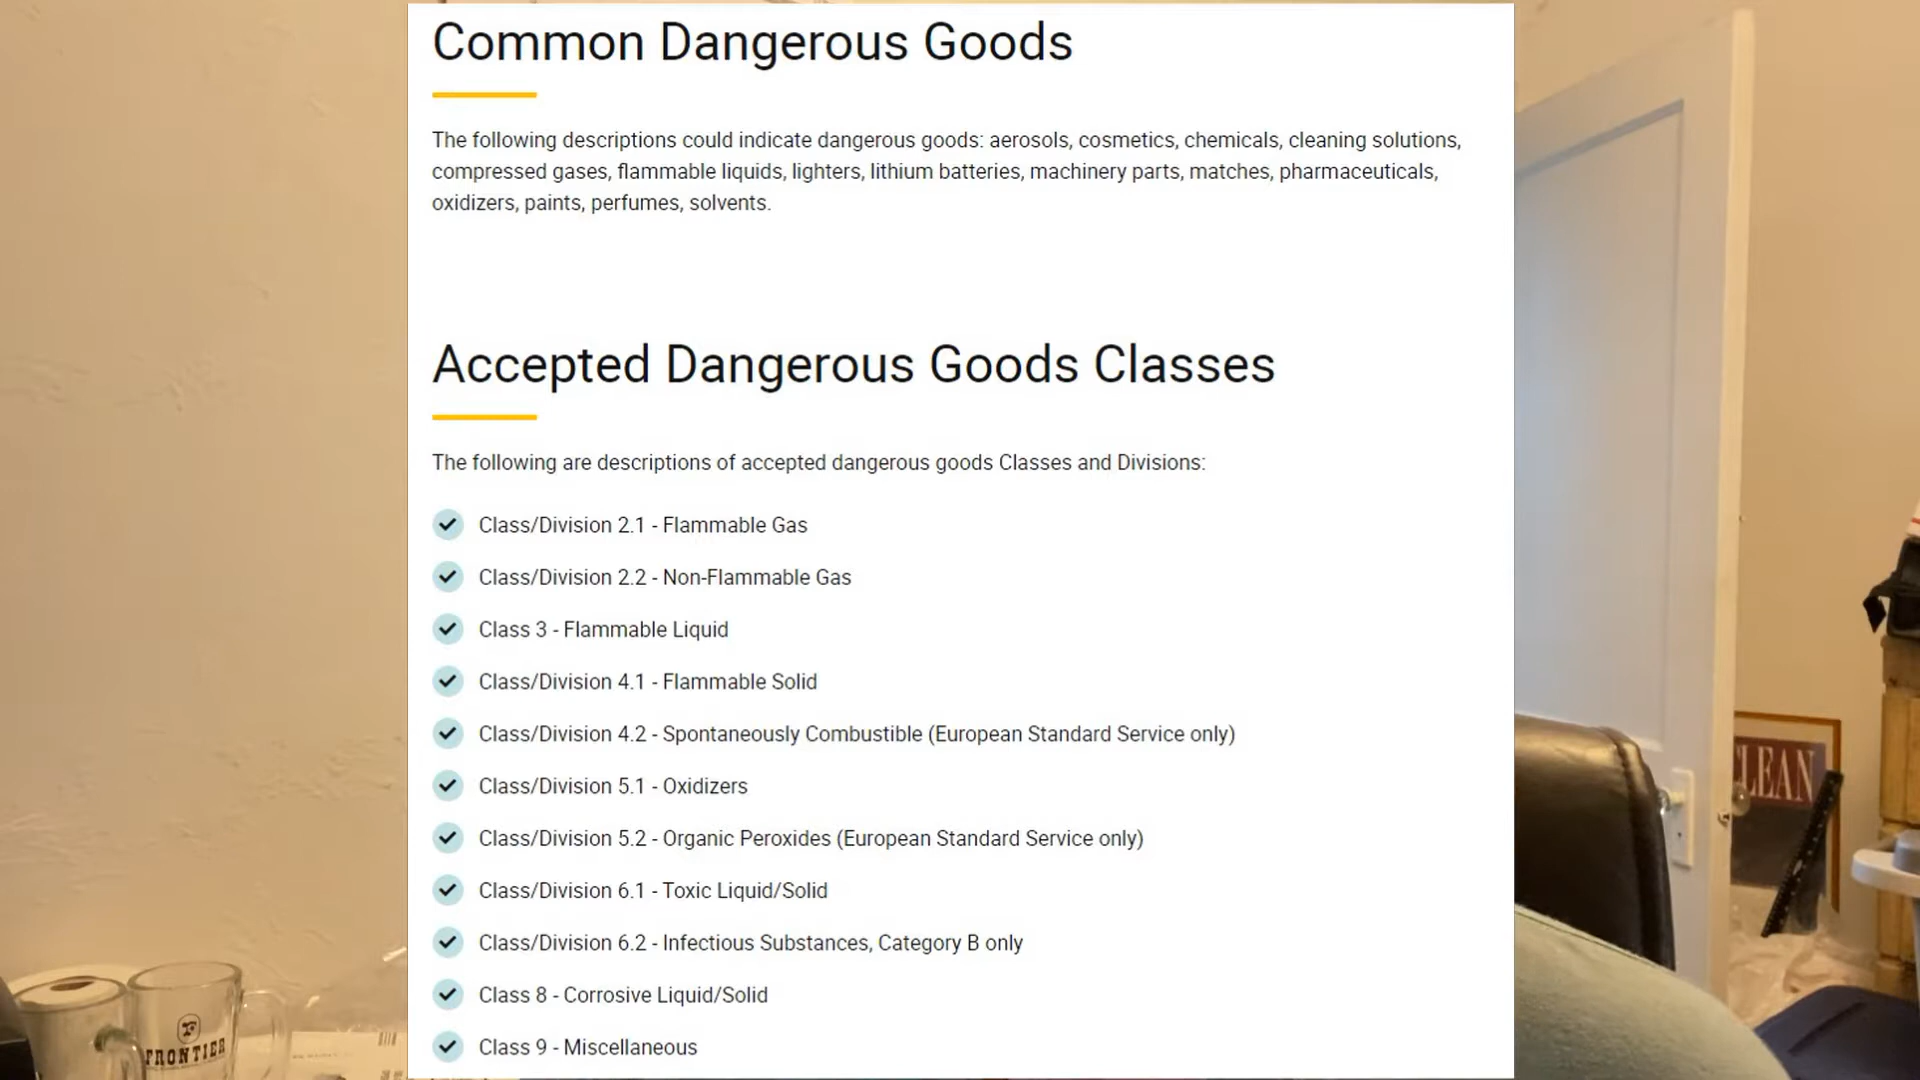 Common Dangerous Goods
The following descriptions could indicate dangerous goods: aerosols, cosmetics, chemicals, cleaning solutions,
compressed gases, flammable liquids, lighters, lithium batteries, machinery parts, matches, pharmaceuticals,
oxidizers, paints, perfumes, solvents.
Accepted Dangerous Goods Classes
The following are descriptions of accepted dangerous goods Classes and Divisions:
Class/Division 2.1 - Flammable Gas
Class/Division 2.2 - Non-Flammable Gas
Class 3 - Flammable Liquid
Class/Division 4.1 - Flammable Solid
Class/Division 4.2 - Spontaneously Combustible (European Standard Service only)
Class/Division 5.1 - Oxidizers
Class/Division 5.2 - Organic Peroxides (European Standard Service only)
Class/Division 6.1 - Toxic Liquid/Solid
Class/Division 6.2 - Infectious Substances, Category B only
Class 8 - Corrosive Liquid/Solid
Class 9 - Miscellaneous
CLEAN
FRONTIER